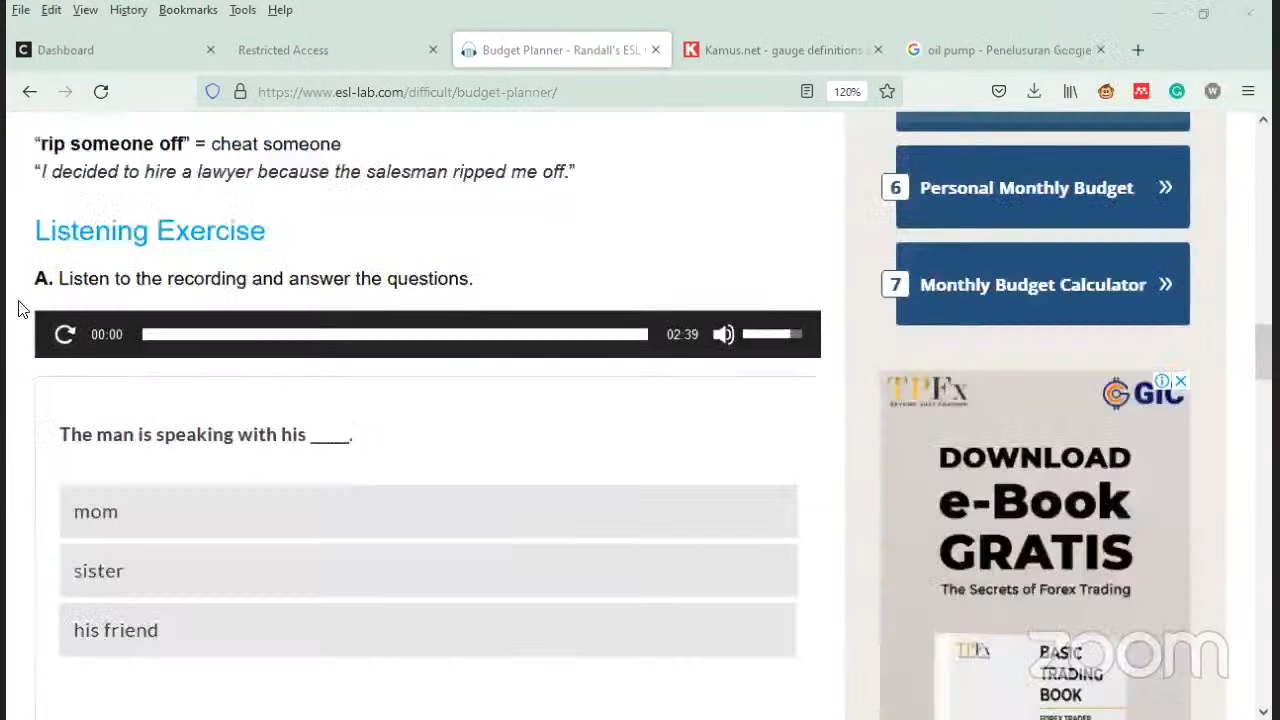 File Edit View History Bookmarks Tools Help
Dashboard
Restricted Access
Budget Planner - Randall's ESL
Kamus.net - gauge definitions
oil pump - Penelusuran Google
https://www.esl-lab.com/difficult/budget-planner/
120%
“rip someone off” = cheat someone
“I decided to hire a lawyer because the salesman ripped me off.”
Listening Exercise
A. Listen to the recording and answer the questions.
00:00 02:39
The man is speaking with his _____.
mom
sister
his friend
6 Personal Monthly Budget »
7 Monthly Budget Calculator »
TPFx
GIC
DOWNLOAD
e-Book
GRATIS
The Secrets of Forex Trading
TPFx
BASIC
TRADING
BOOK
FOREX TRADER
zoom